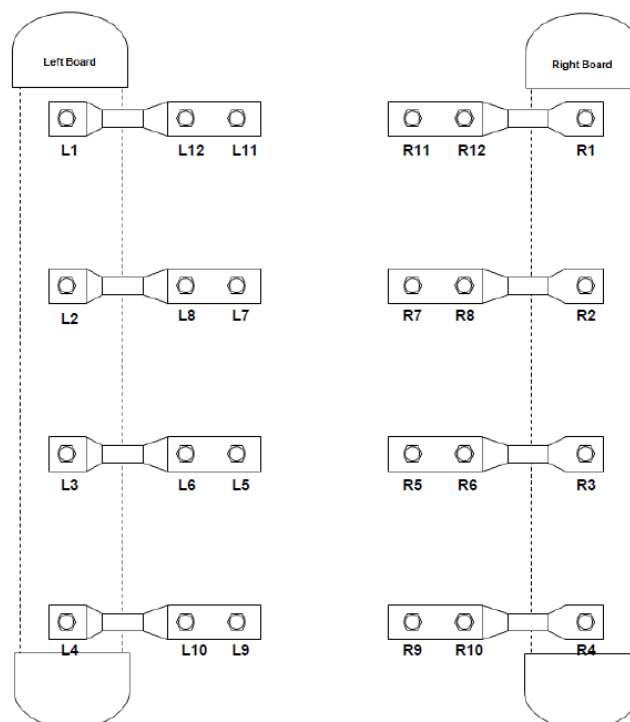 Left Board Right Board
L1 L12 L11 R11 R12 R1
L2 L8 L7 R7 R8 R2
L3 L6 L5 R5 R6 R3
L4 L10 L9 R9 R10 R4